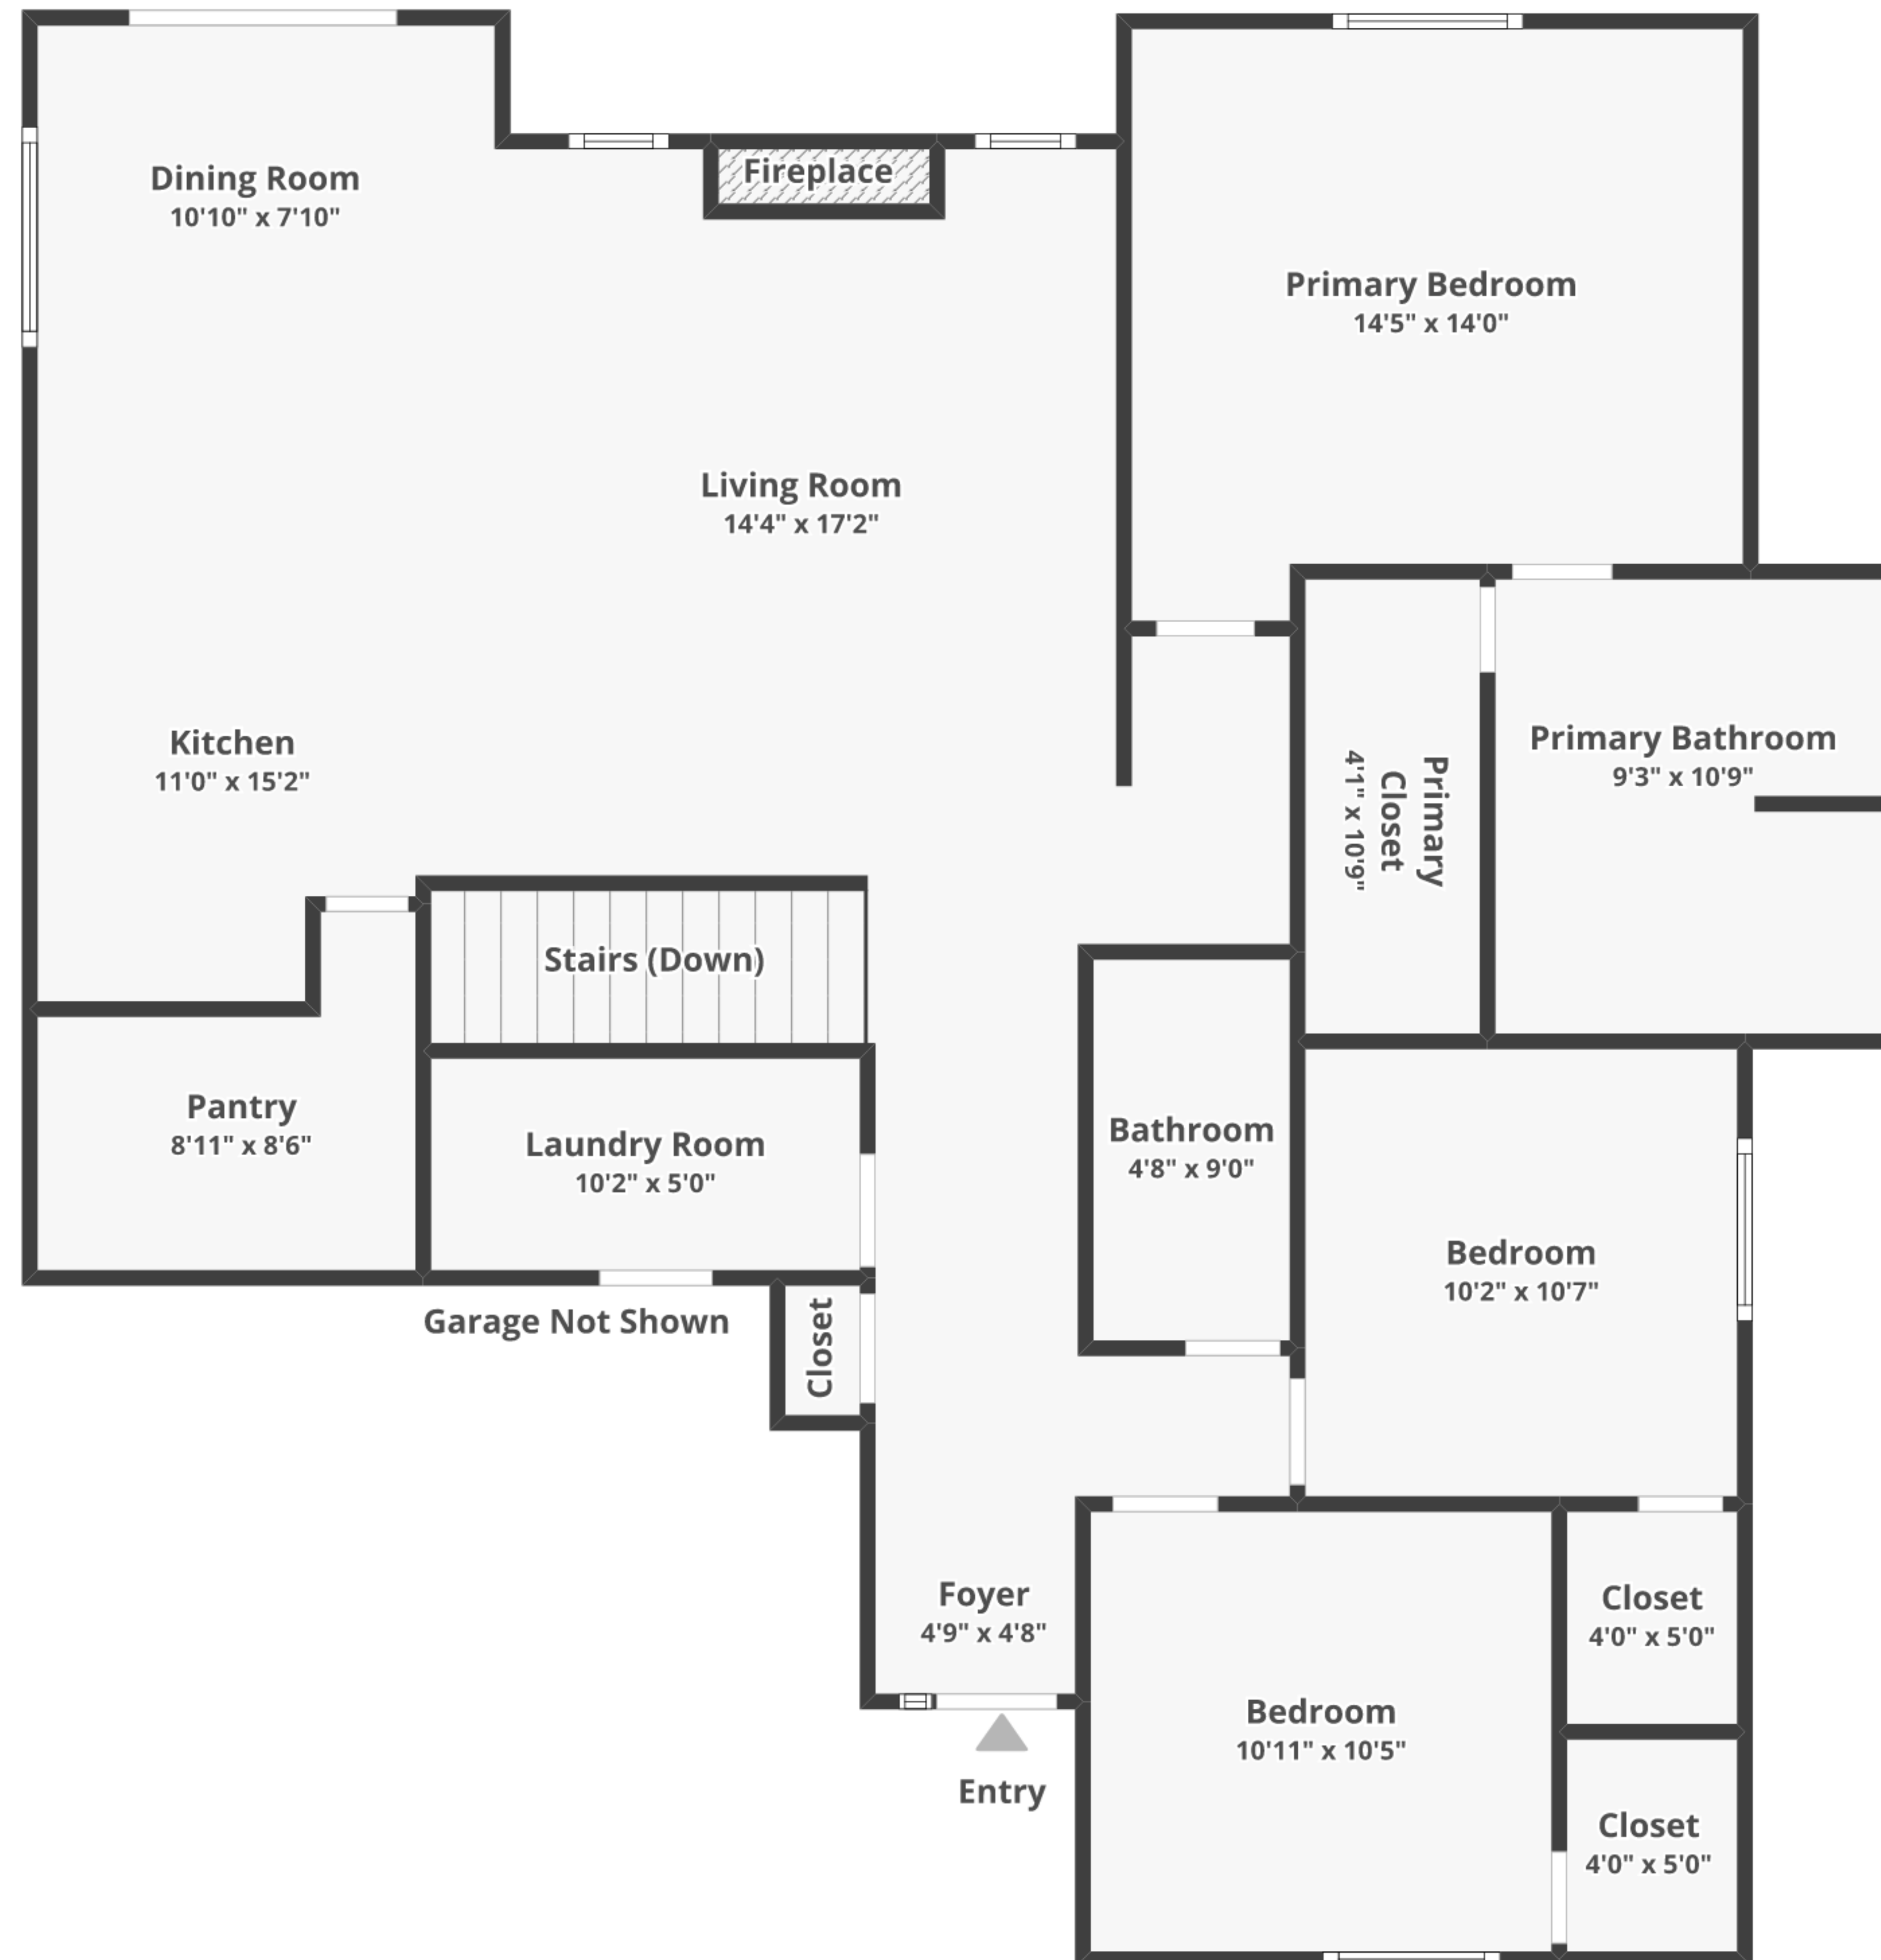 Dining Room
10'10" x 7'10"
Fireplace
Primary Bedroom
14'5" x 14'0"
Living Room
14'4" x 17'2"
Kitchen
11'0" x 15'2"
Primary
Closet
4'1" x 10'9"
Primary Bathroom
9'3" x 10'9"
Stairs (Down)
Pantry
8'11" x 8'6"
Laundry Room
10'2" x 5'0"
Bathroom
4'8" x 9'0"
Bedroom
10'2" x 10'7"
Garage Not Shown
Closet
Foyer
4'9" x 4'8"
Closet
4'0" x 5'0"
Bedroom
10'11" x 10'5"
Entry
Closet
4'0" x 5'0"